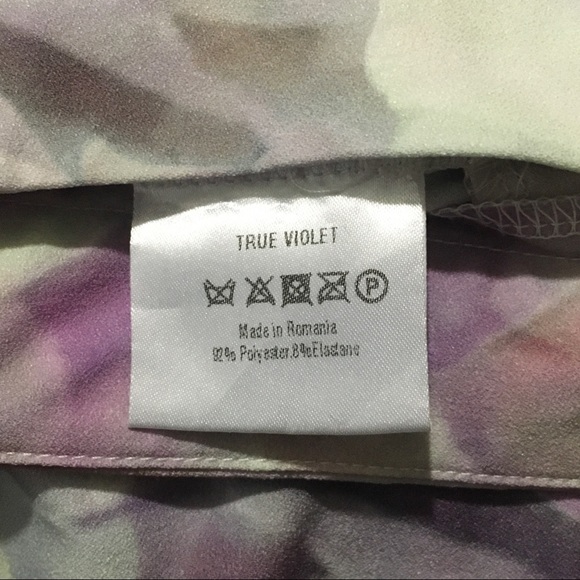 TRUE VIOLET
P
Made in Romania
92% Polyester,8%Elastane